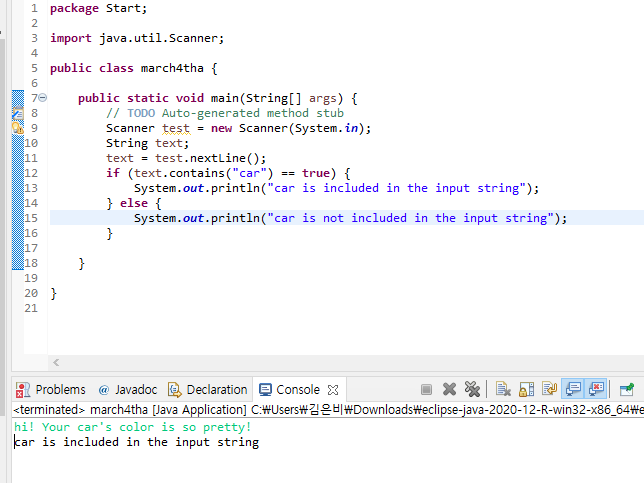 1 package Start;
2
3 import java.util.Scanner;
4
5 public class march4tha {
6
7 public static void main(String[] args) {
8 // TODO Auto-generated method stub
9 Scanner test = new Scanner(System.in);
10 String text;
11 text = test.nextLine();
12 if (text.contains("car") == true) {
13 System.out.println("car is included in the input string");
14 } else {
15 System.out.println("car is not included in the input string");
16 }
17
18 }
19
20 }
21
Problems @ Javadoc Declaration Console
<terminated> march4tha [Java Application] C:₩Users₩김은비₩Downloads₩eclipse-java-2020-12-R-win32-x86_64₩e
hi! Your car's color is so pretty!
car is included in the input string